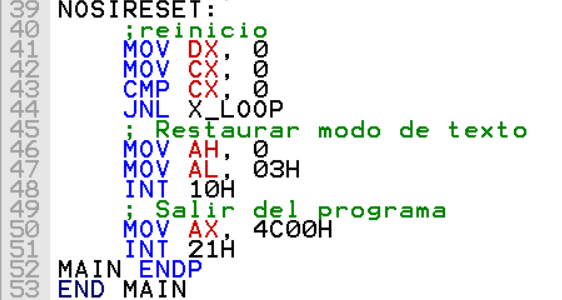 39 NOSIRESET:
40 ;reinicio
41 MOV DX, 0
42 MOV CX, 0
43 CMP CX, 0
44 JNL X_LOOP
45 ; Restaurar modo de texto
46 MOV AH, 0
47 MOV AL, 03H
48 INT 10H
49 ; Salir del programa
50 MOV AX, 4C00H
51 INT 21H
52 MAIN ENDP
53 END MAIN